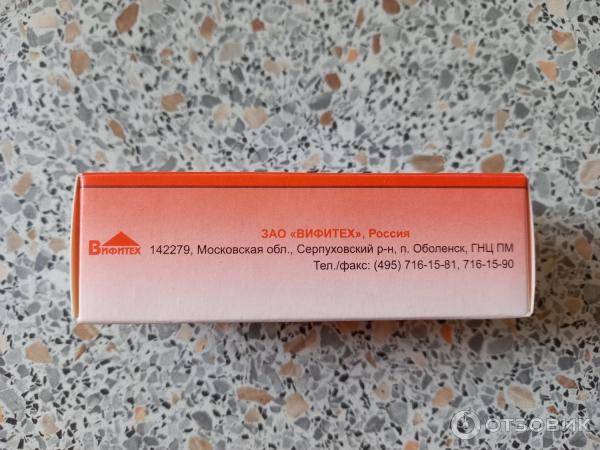 ЗАО «ВИФИТЕХ», Россия
ВИФИТЕХ
142279, Московская обл., Серпуховский р-н, п. Оболенск, ГНЦ ПМ
Тел./факс: (495) 716-15-81, 716-15-90
ОТЗОВИК